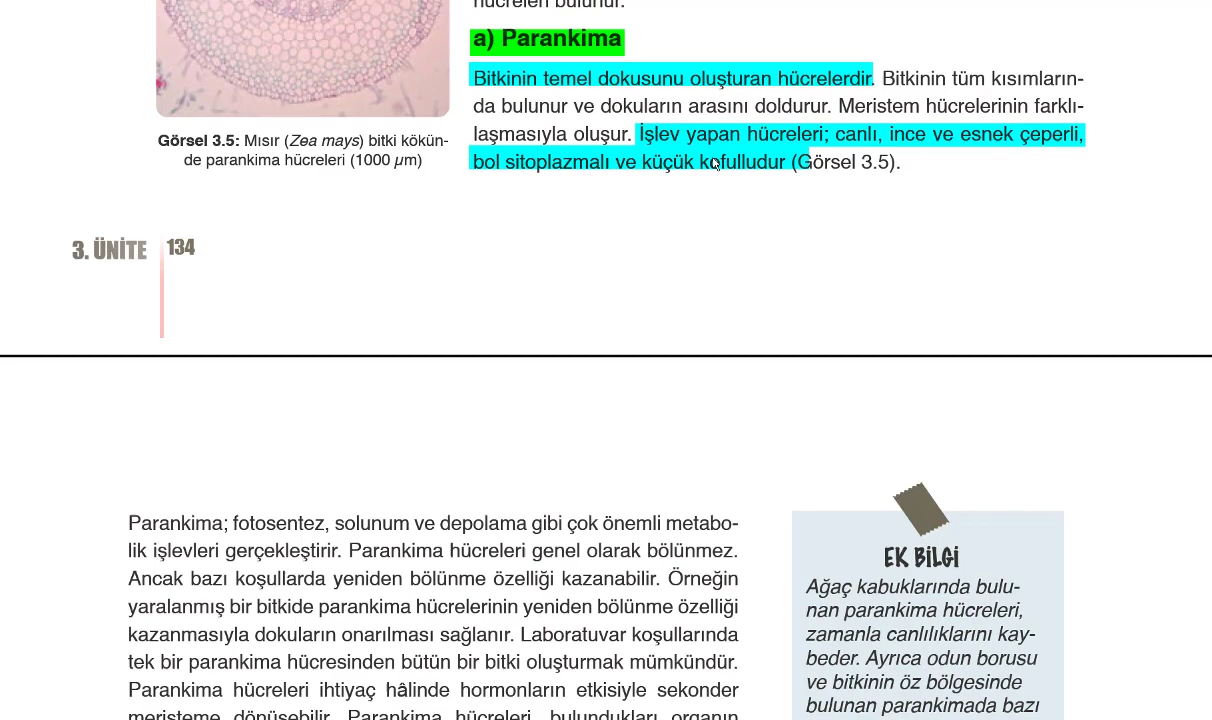 hücreleri bulunur.
a) Parankima
Bitkinin temel dokusunu oluşturan hücrelerdir. Bitkinin tüm kısımların-
da bulunur ve dokuların arasını doldurur. Meristem hücrelerinin farklı-
laşmasıyla oluşur. İşlev yapan hücreleri; canlı, ince ve esnek çeperli,
bol sitoplazmalı ve küçük kofulludur (Görsel 3.5).
Görsel 3.5: Mısır (Zea mays) bitki kökün-
de parankima hücreleri (1000 µm)
3. ÜNİTE 134
Parankima; fotosentez, solunum ve depolama gibi çok önemli metabo-
lik işlevleri gerçekleştirir. Parankima hücreleri genel olarak bölünmez.
Ancak bazı koşullarda yeniden bölünme özelliği kazanabilir. Örneğin
yaralanmış bir bitkide parankima hücrelerinin yeniden bölünme özelliği
kazanmasıyla dokuların onarılması sağlanır. Laboratuvar koşullarında
tek bir parankima hücresinden bütün bir bitki oluşturmak mümkündür.
Parankima hücreleri ihtiyaç hâlinde hormonların etkisiyle sekonder
meristeme dönüşebilir. Parankima hücreleri, bulundukları organın
EK BİLGİ
Ağaç kabuklarında bulu-
nan parankima hücreleri,
zamanla canlılıklarını kay-
beder. Ayrıca odun borusu
ve bitkinin öz bölgesinde
bulunan parankimada bazı